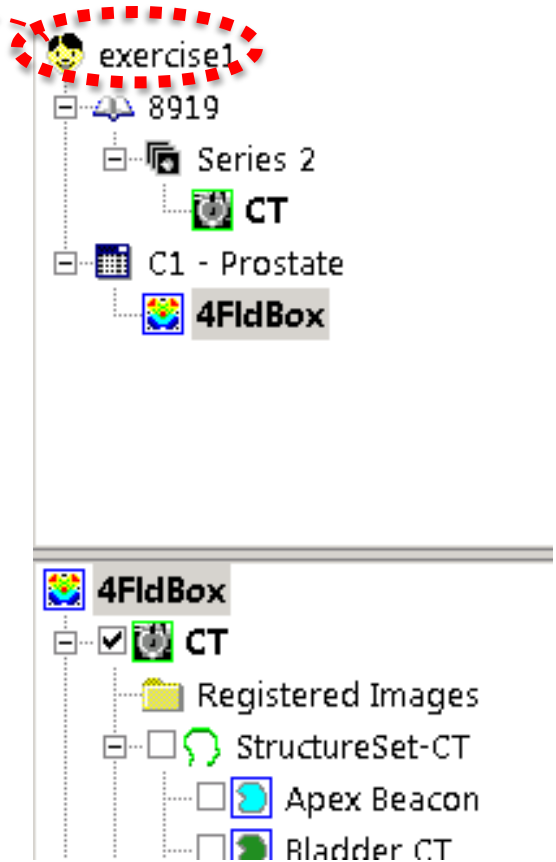 exercise1
8919
Series 2
CT
C1 - Prostate
4FldBox
4FldBox
CT
Registered Images
StructureSet-CT
Apex Beacon
Bladder CT